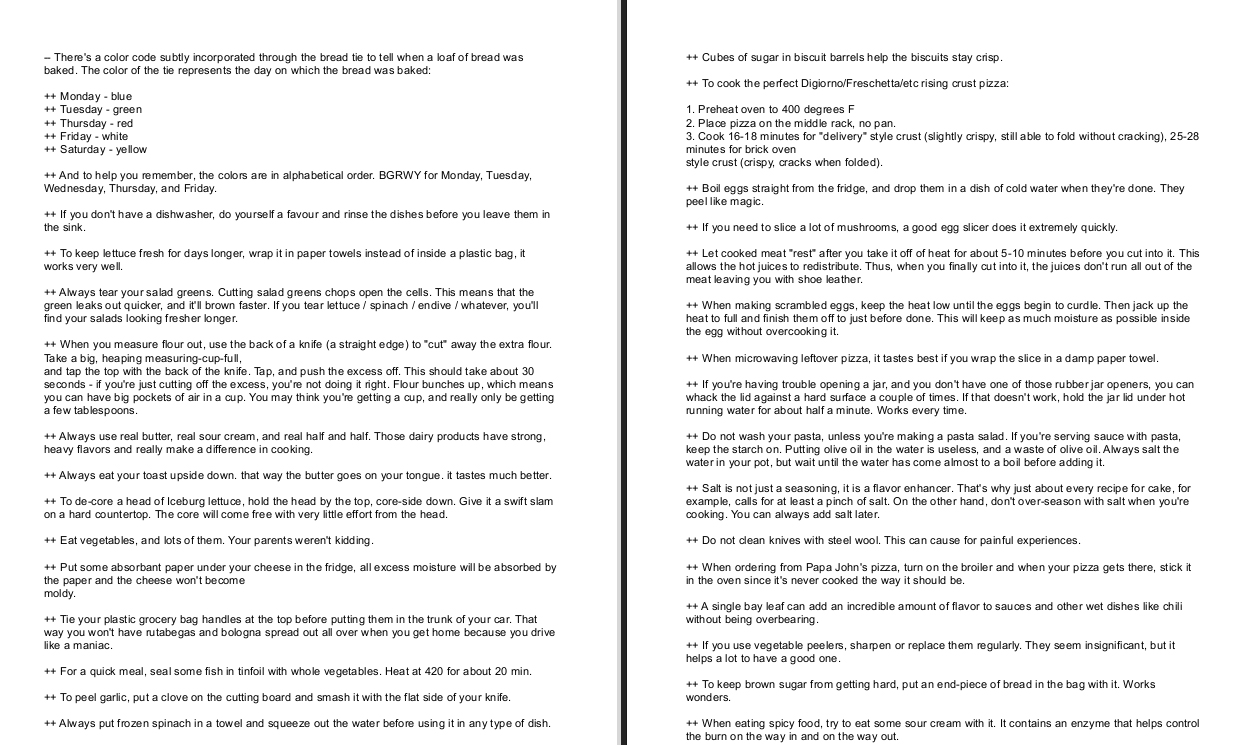 – There's a color code subtly incorporated through the bread tie to tell when a loaf of bread was
baked. The color of the tie represents the day on which the bread was baked:
++ Monday - blue
++ Tuesday - green
++ Thursday - red
++ Friday - white
++ Saturday - yellow
++ And to help you remember, the colors are in alphabetical order. BGRWY for Monday, Tuesday,
Wednesday, Thursday, and Friday.
++ If you don't have a dishwasher, do yourself a favour and rinse the dishes before you leave them in
the sink.
++ To keep lettuce fresh for days longer, wrap it in paper towels instead of inside a plastic bag, it
works very well.
++ Always tear your salad greens. Cutting salad greens chops open the cells. This means that the
green leaks out quicker, and it'll brown faster. If you tear lettuce / spinach / endive / whatever, you'll
find your salads looking fresher longer.
++ When you measure flour out, use the back of a knife (a straight edge) to "cut" away the extra flour.
Take a big, heaping measuring-cup-full,
and tap the top with the back of the knife. Tap, and push the excess off. This should take about 30
seconds - if you're just cutting off the excess, you're not doing it right. Flour bunches up, which means
you can have big pockets of air in a cup. You may think you're getting a cup, and really only be getting
a few tablespoons.
++ Always use real butter, real sour cream, and real half and half. Those dairy products have strong,
heavy flavors and really make a difference in cooking.
++ Always eat your toast upside down. that way the butter goes on your tongue. it tastes much better.
++ To de-core a head of Iceburg lettuce, hold the head by the top, core-side down. Give it a swift slam
on a hard countertop. The core will come free with very little effort from the head.
++ Eat vegetables, and lots of them. Your parents weren't kidding.
++ Put some absorbant paper under your cheese in the fridge, all excess moisture will be absorbed by
the paper and the cheese won't become
moldy.
++ Tie your plastic grocery bag handles at the top before putting them in the trunk of your car. That
way you won't have rutabegas and bologna spread out all over when you get home because you drive
like a maniac.
++ For a quick meal, seal some fish in tinfoil with whole vegetables. Heat at 420 for about 20 min.
++ To peel garlic, put a clove on the cutting board and smash it with the flat side of your knife.
++ Always put frozen spinach in a towel and squeeze out the water before using it in any type of dish.
++ Cubes of sugar in biscuit barrels help the biscuits stay crisp.
++ To cook the perfect Digiorno/Freschetta/etc rising crust pizza:
1. Preheat oven to 400 degrees F
2. Place pizza on the middle rack, no pan.
3. Cook 16-18 minutes for "delivery" style crust (slightly crispy, still able to fold without cracking), 25-28
minutes for brick oven
style crust (crispy, cracks when folded).
++ Boil eggs straight from the fridge, and drop them in a dish of cold water when they're done. They
peel like magic.
++ If you need to slice a lot of mushrooms, a good egg slicer does it extremely quickly.
++ Let cooked meat "rest" after you take it off of heat for about 5-10 minutes before you cut into it. This
allows the hot juices to redistribute. Thus, when you finally cut into it, the juices don't run all out of the
meat leaving you with shoe leather.
++ When making scrambled eggs, keep the heat low until the eggs begin to curdle. Then jack up the
heat to full and finish them off to just before done. This will keep as much moisture as possible inside
the egg without overcooking it.
++ When microwaving leftover pizza, it tastes best if you wrap the slice in a damp paper towel.
++ If you're having trouble opening a jar, and you don't have one of those rubber jar openers, you can
whack the lid against a hard surface a couple of times. If that doesn't work, hold the jar lid under hot
running water for about half a minute. Works every time.
++ Do not wash your pasta, unless you're making a pasta salad. If you're serving sauce with pasta,
keep the starch on. Putting olive oil in the water is useless, and a waste of olive oil. Always salt the
water in your pot, but wait until the water has come almost to a boil before adding it.
++ Salt is not just a seasoning, it is a flavor enhancer. That's why just about every recipe for cake, for
example, calls for at least a pinch of salt. On the other hand, don't over-season with salt when you're
cooking. You can always add salt later.
++ Do not clean knives with steel wool. This can cause for painful experiences.
++ When ordering from Papa John's pizza, turn on the broiler and when your pizza gets there, stick it
in the oven since it's never cooked the way it should be.
++ A single bay leaf can add an incredible amount of flavor to sauces and other wet dishes like chili
without being overbearing.
++ If you use vegetable peelers, sharpen or replace them regularly. They seem insignificant, but it
helps a lot to have a good one.
++ To keep brown sugar from getting hard, put an end-piece of bread in the bag with it. Works
wonders.
++ When eating spicy food, try to eat some sour cream with it. It contains an enzyme that helps control
the burn on the way in and on the way out.